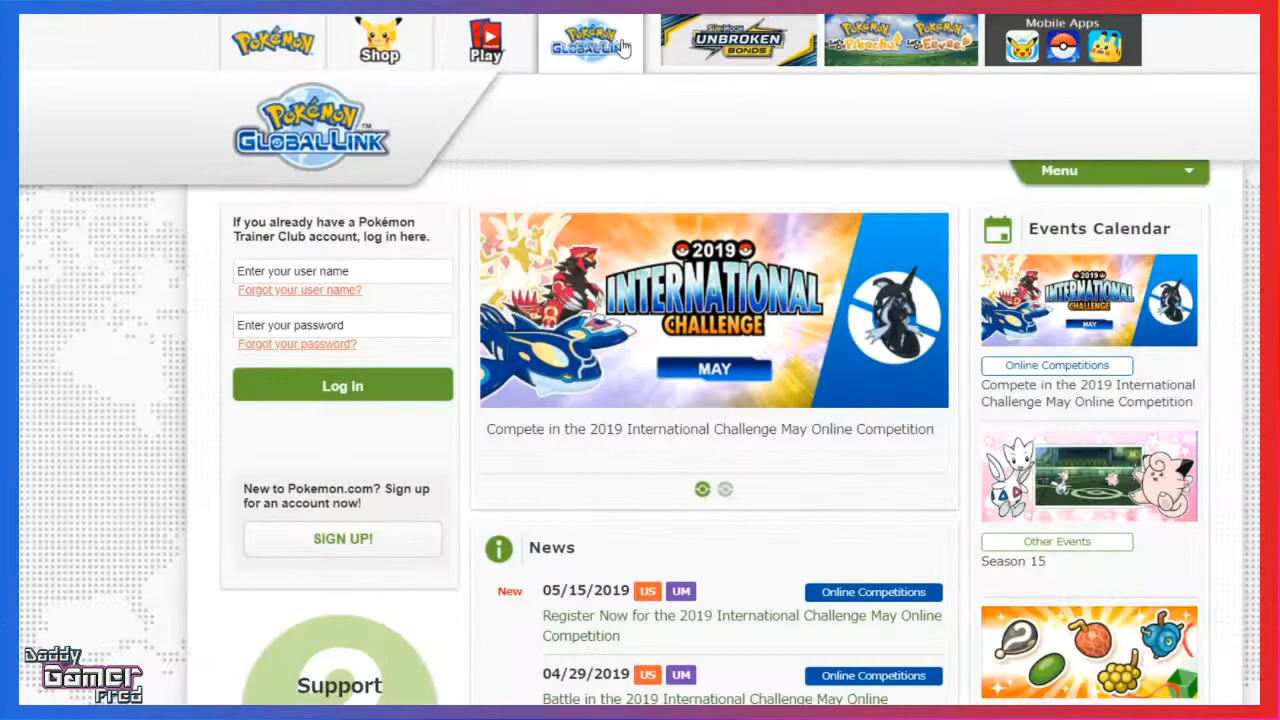 Pokémon
Shop
Play
Pokémon
Global Link
Sun & Moon
UNBROKEN
BONDS
Pokémon
Let's Go
Pikachu!
Pokémon
Let's Go
Eevee!
Mobile Apps
Pokémon
Global Link™
Menu
If you already have a Pokémon
Trainer Club account, log in here.
Enter your user name
Forgot your user name?
Enter your password
Forgot your password?
Log In
New to Pokemon.com? Sign up
for an account now!
SIGN UP!
Support
2019
INTERNATIONAL
CHALLENGE
MAY
Compete in the 2019 International Challenge May Online Competition
News
New
05/15/2019 US UM Online Competitions
Register Now for the 2019 International Challenge May Online
Competition
04/29/2019 US UM Online Competitions
Battle in the 2019 International Challenge May Online
Events Calendar
2019
INTERNATIONAL
CHALLENGE
MAY
Online Competitions
Compete in the 2019 International
Challenge May Online Competition
Other Events
Season 15
Daddy
Gamer
Fred